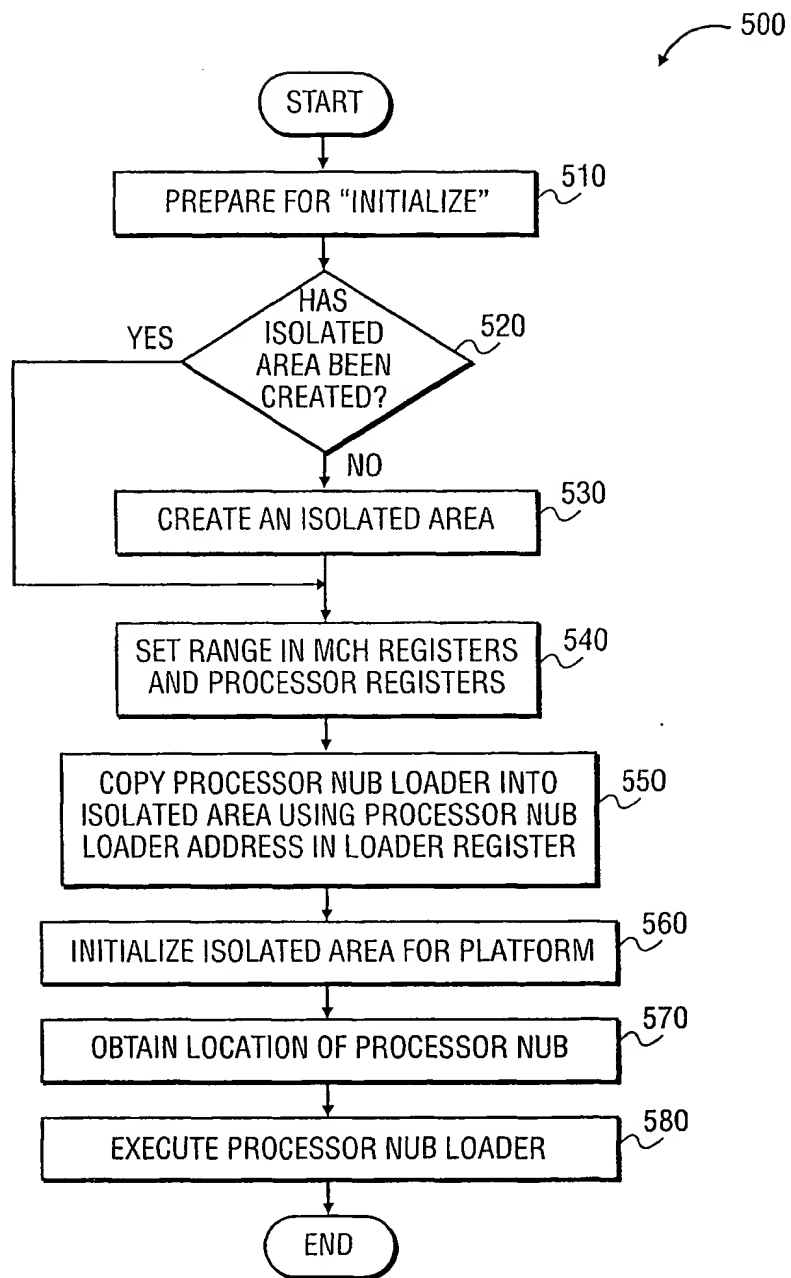 500
START
PREPARE FOR “INITIALIZE”
510
HAS
ISOLATED
AREA BEEN
CREATED?
520
YES
NO
CREATE AN ISOLATED AREA
530
SET RANGE IN MCH REGISTERS
AND PROCESSOR REGISTERS
540
COPY PROCESSOR NUB LOADER INTO
ISOLATED AREA USING PROCESSOR NUB
LOADER ADDRESS IN LOADER REGISTER
550
INITIALIZE ISOLATED AREA FOR PLATFORM
560
OBTAIN LOCATION OF PROCESSOR NUB
570
EXECUTE PROCESSOR NUB LOADER
580
END